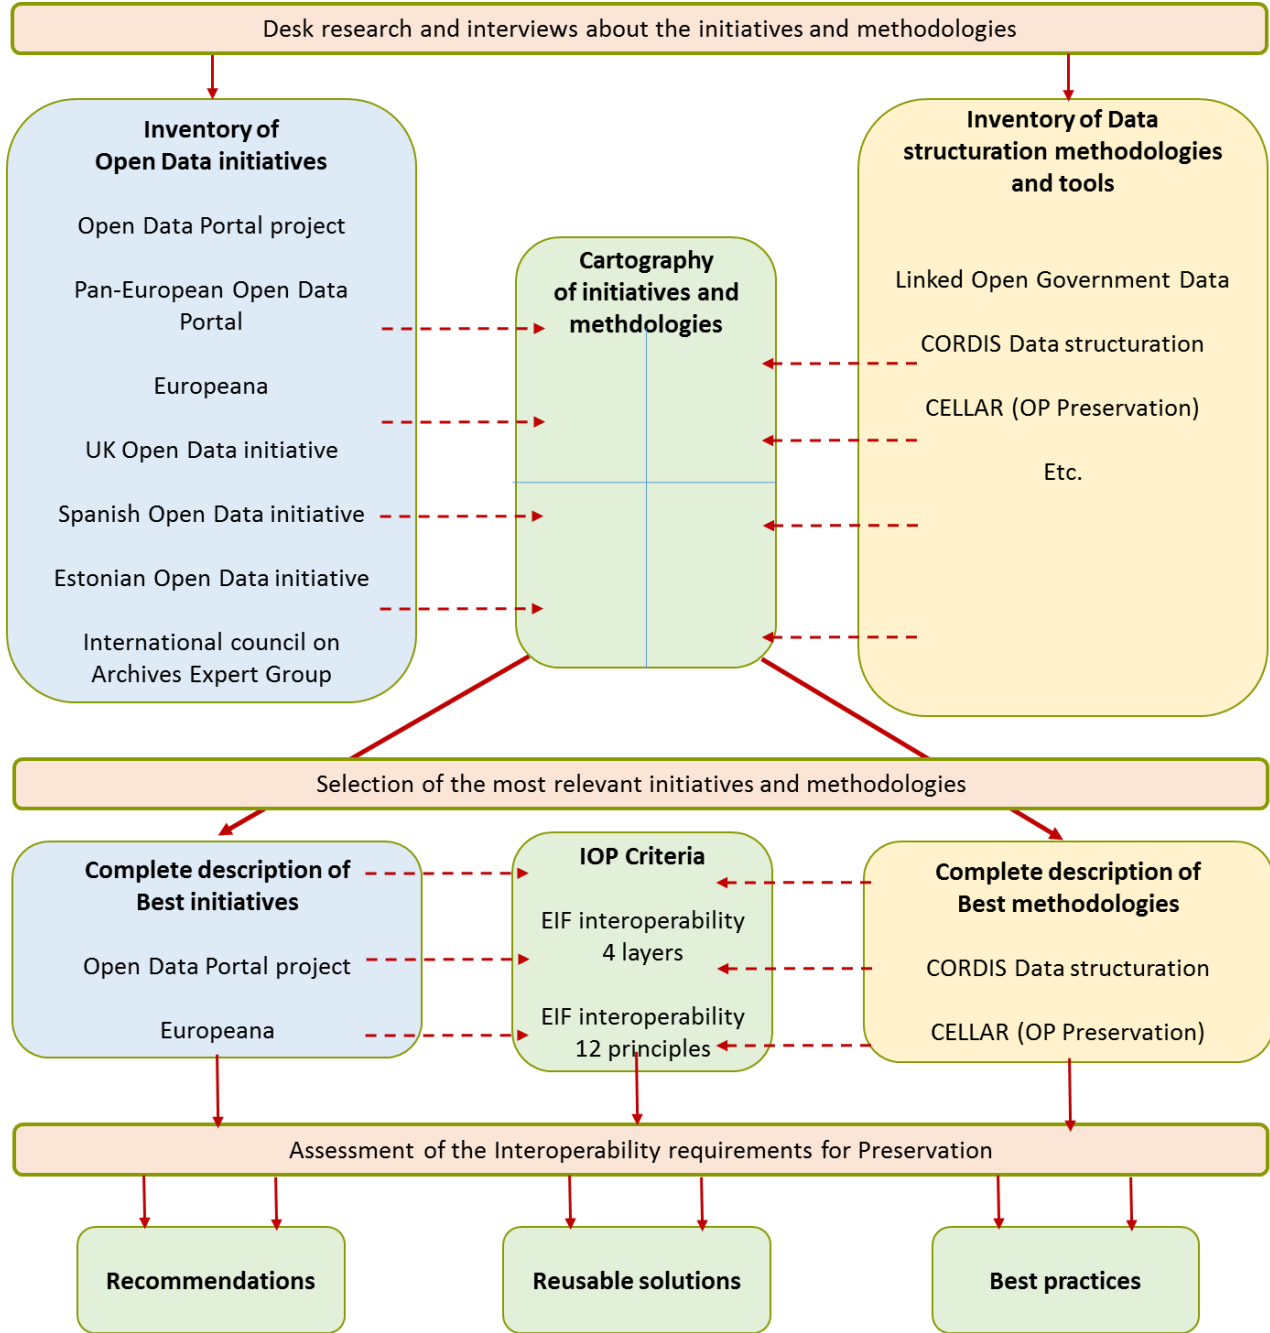 Desk research and interviews about the initiatives and methodologies
Inventory of
Open Data initiatives
Open Data Portal project
Pan-European Open Data
Portal
Europeana
UK Open Data initiative
Spanish Open Data initiative
Estonian Open Data initiative
International council on
Archives Expert Group
Cartography
of initiatives and
methdologies
Inventory of Data
structuration methodologies
and tools
Linked Open Government Data
CORDIS Data structuration
CELLAR (OP Preservation)
Etc.
Selection of the most relevant initiatives and methodologies
Complete description of
Best initiatives
Open Data Portal project
Europeana
IOP Criteria
EIF interoperability
4 layers
EIF interoperability
12 principles
Complete description of
Best methodologies
CORDIS Data structuration
CELLAR (OP Preservation)
Assessment of the Interoperability requirements for Preservation
Recommendations
Reusable solutions
Best practices